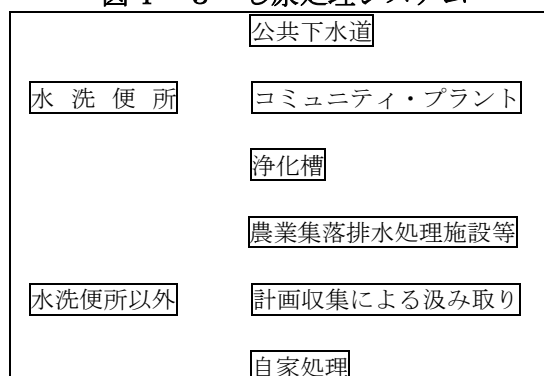 公共下水道
水 洗 便 所 コミュニティ・プラント
浄化槽
農業集落排水処理施設等
水洗便所以外 計画収集による汲み取り
自家処理